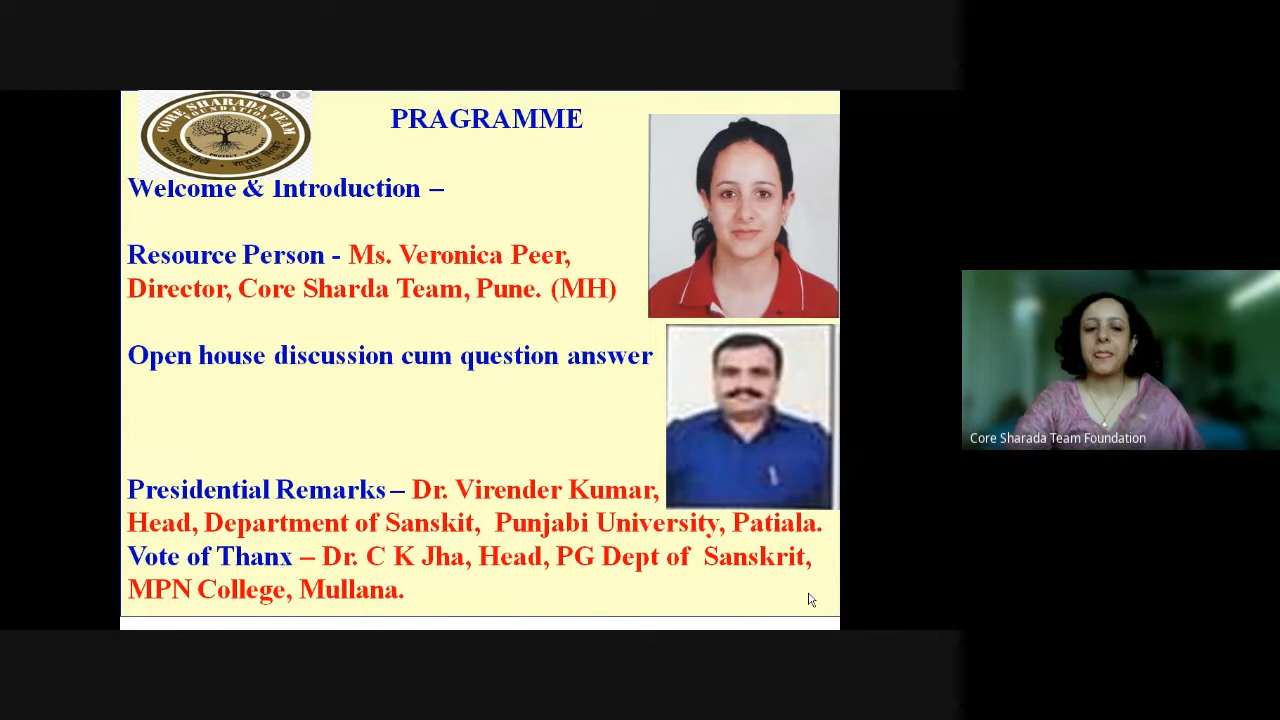 CORE SHARADA TEAM
FOUNDATION
PRAGRAMME
Welcome & Introduction –
Resource Person - Ms. Veronica Peer,
Director, Core Sharda Team, Pune. (MH)
Open house discussion cum question answer
Presidential Remarks – Dr. Virender Kumar,
Head, Department of Sanskit, Punjabi University, Patiala.
Vote of Thanx – Dr. C K Jha, Head, PG Dept of Sanskrit,
MPN College, Mullana.
Core Sharada Team Foundation